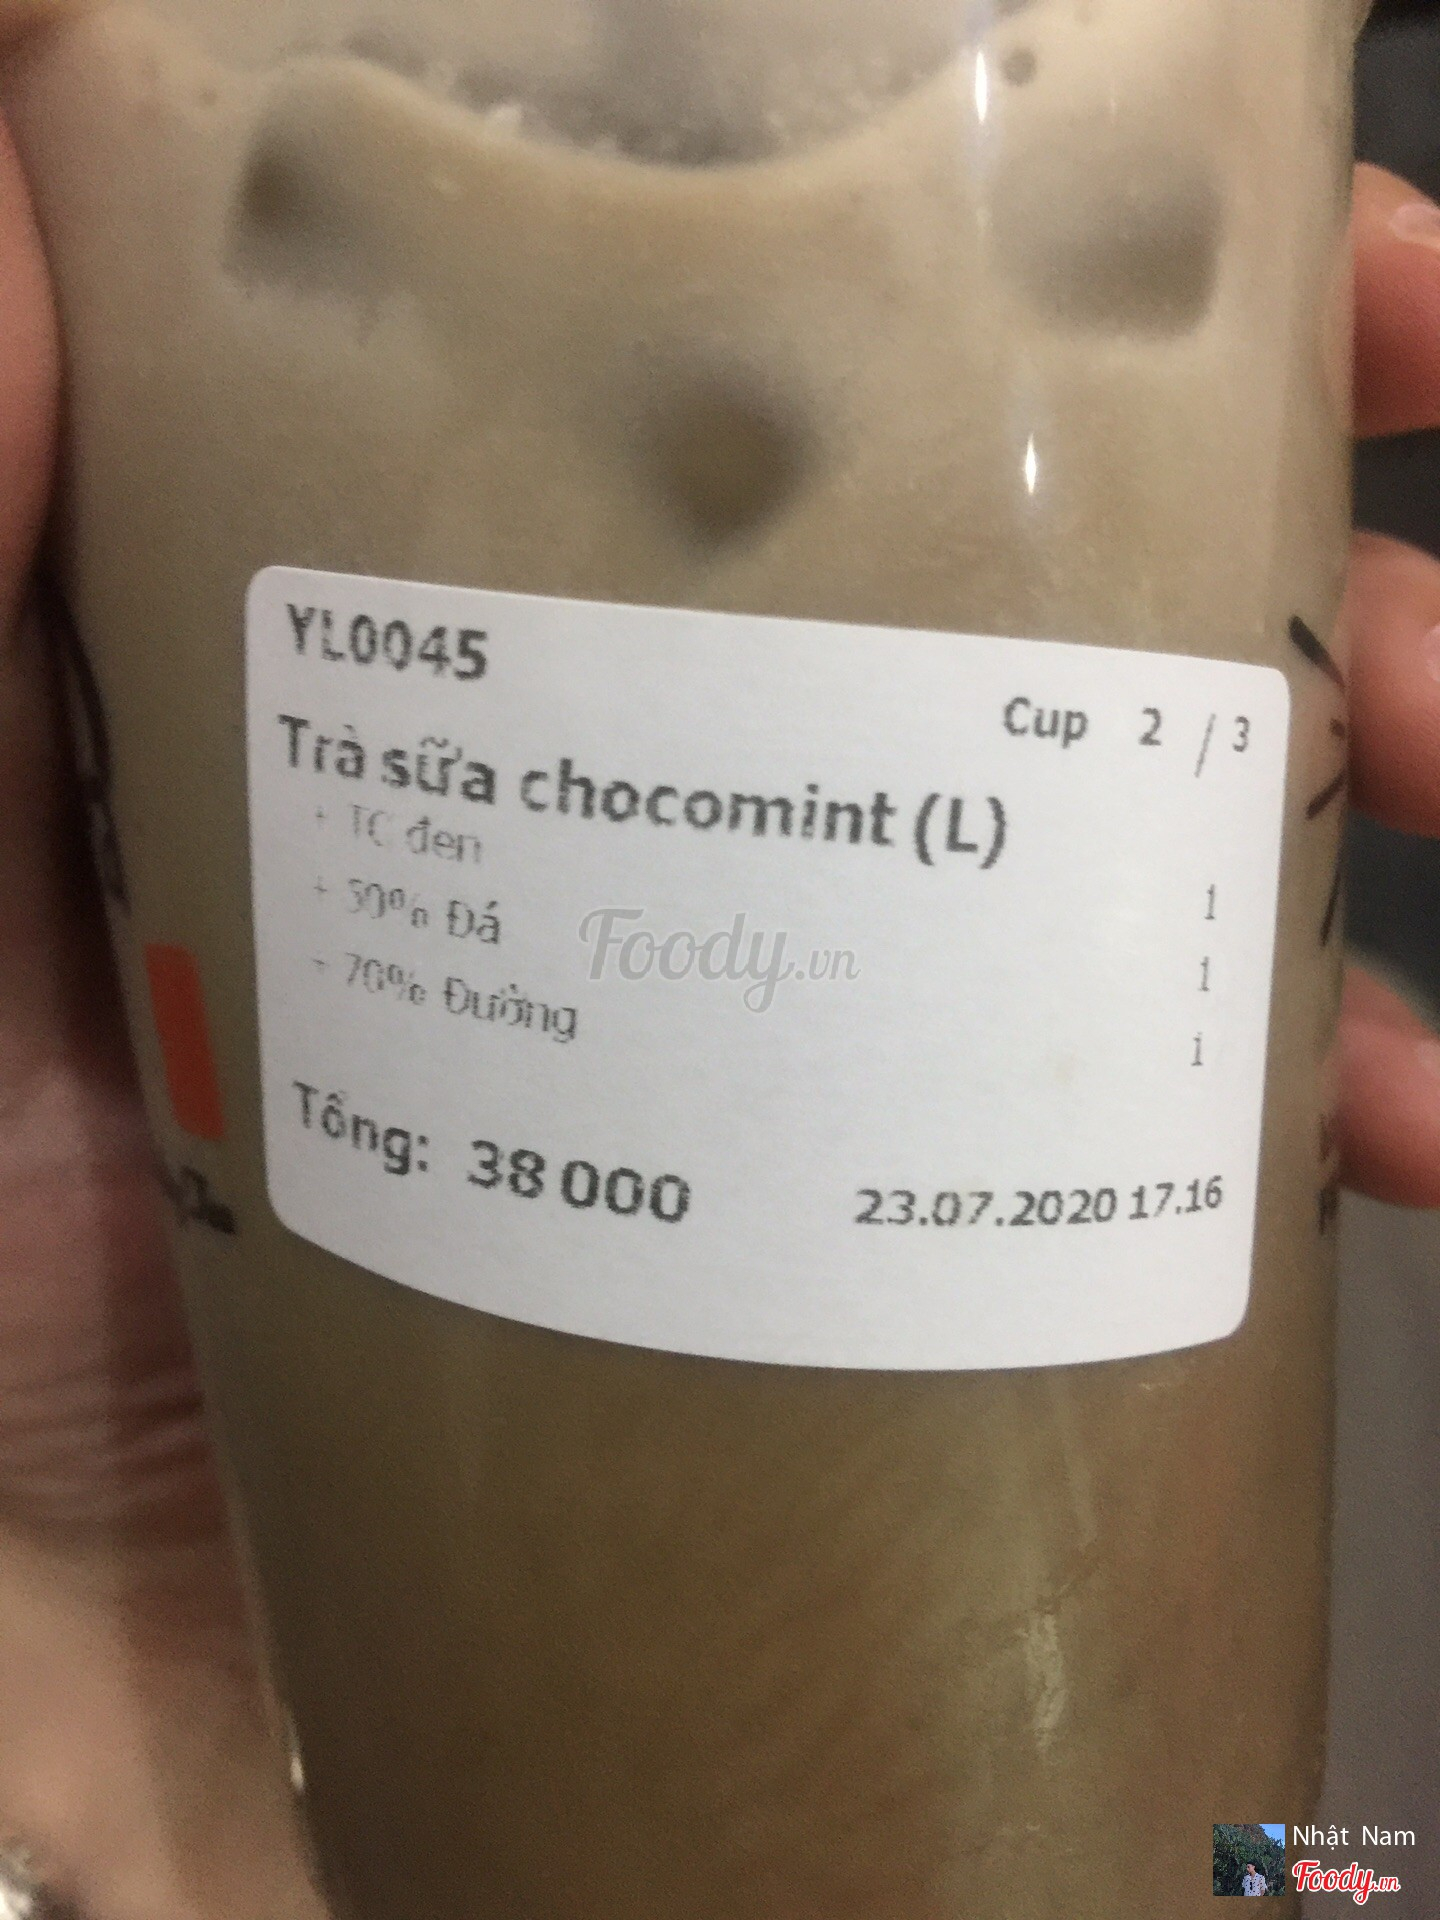 YL0045
Cup 2 / 3
Trà sữa chocomint (L)
+ TC đen 1
+ 50% Đá 1
+ 70% Đường 1
Tổng: 38 000
23.07.2020 17.16
Foody.vn
Nhật Nam
Foody.vn